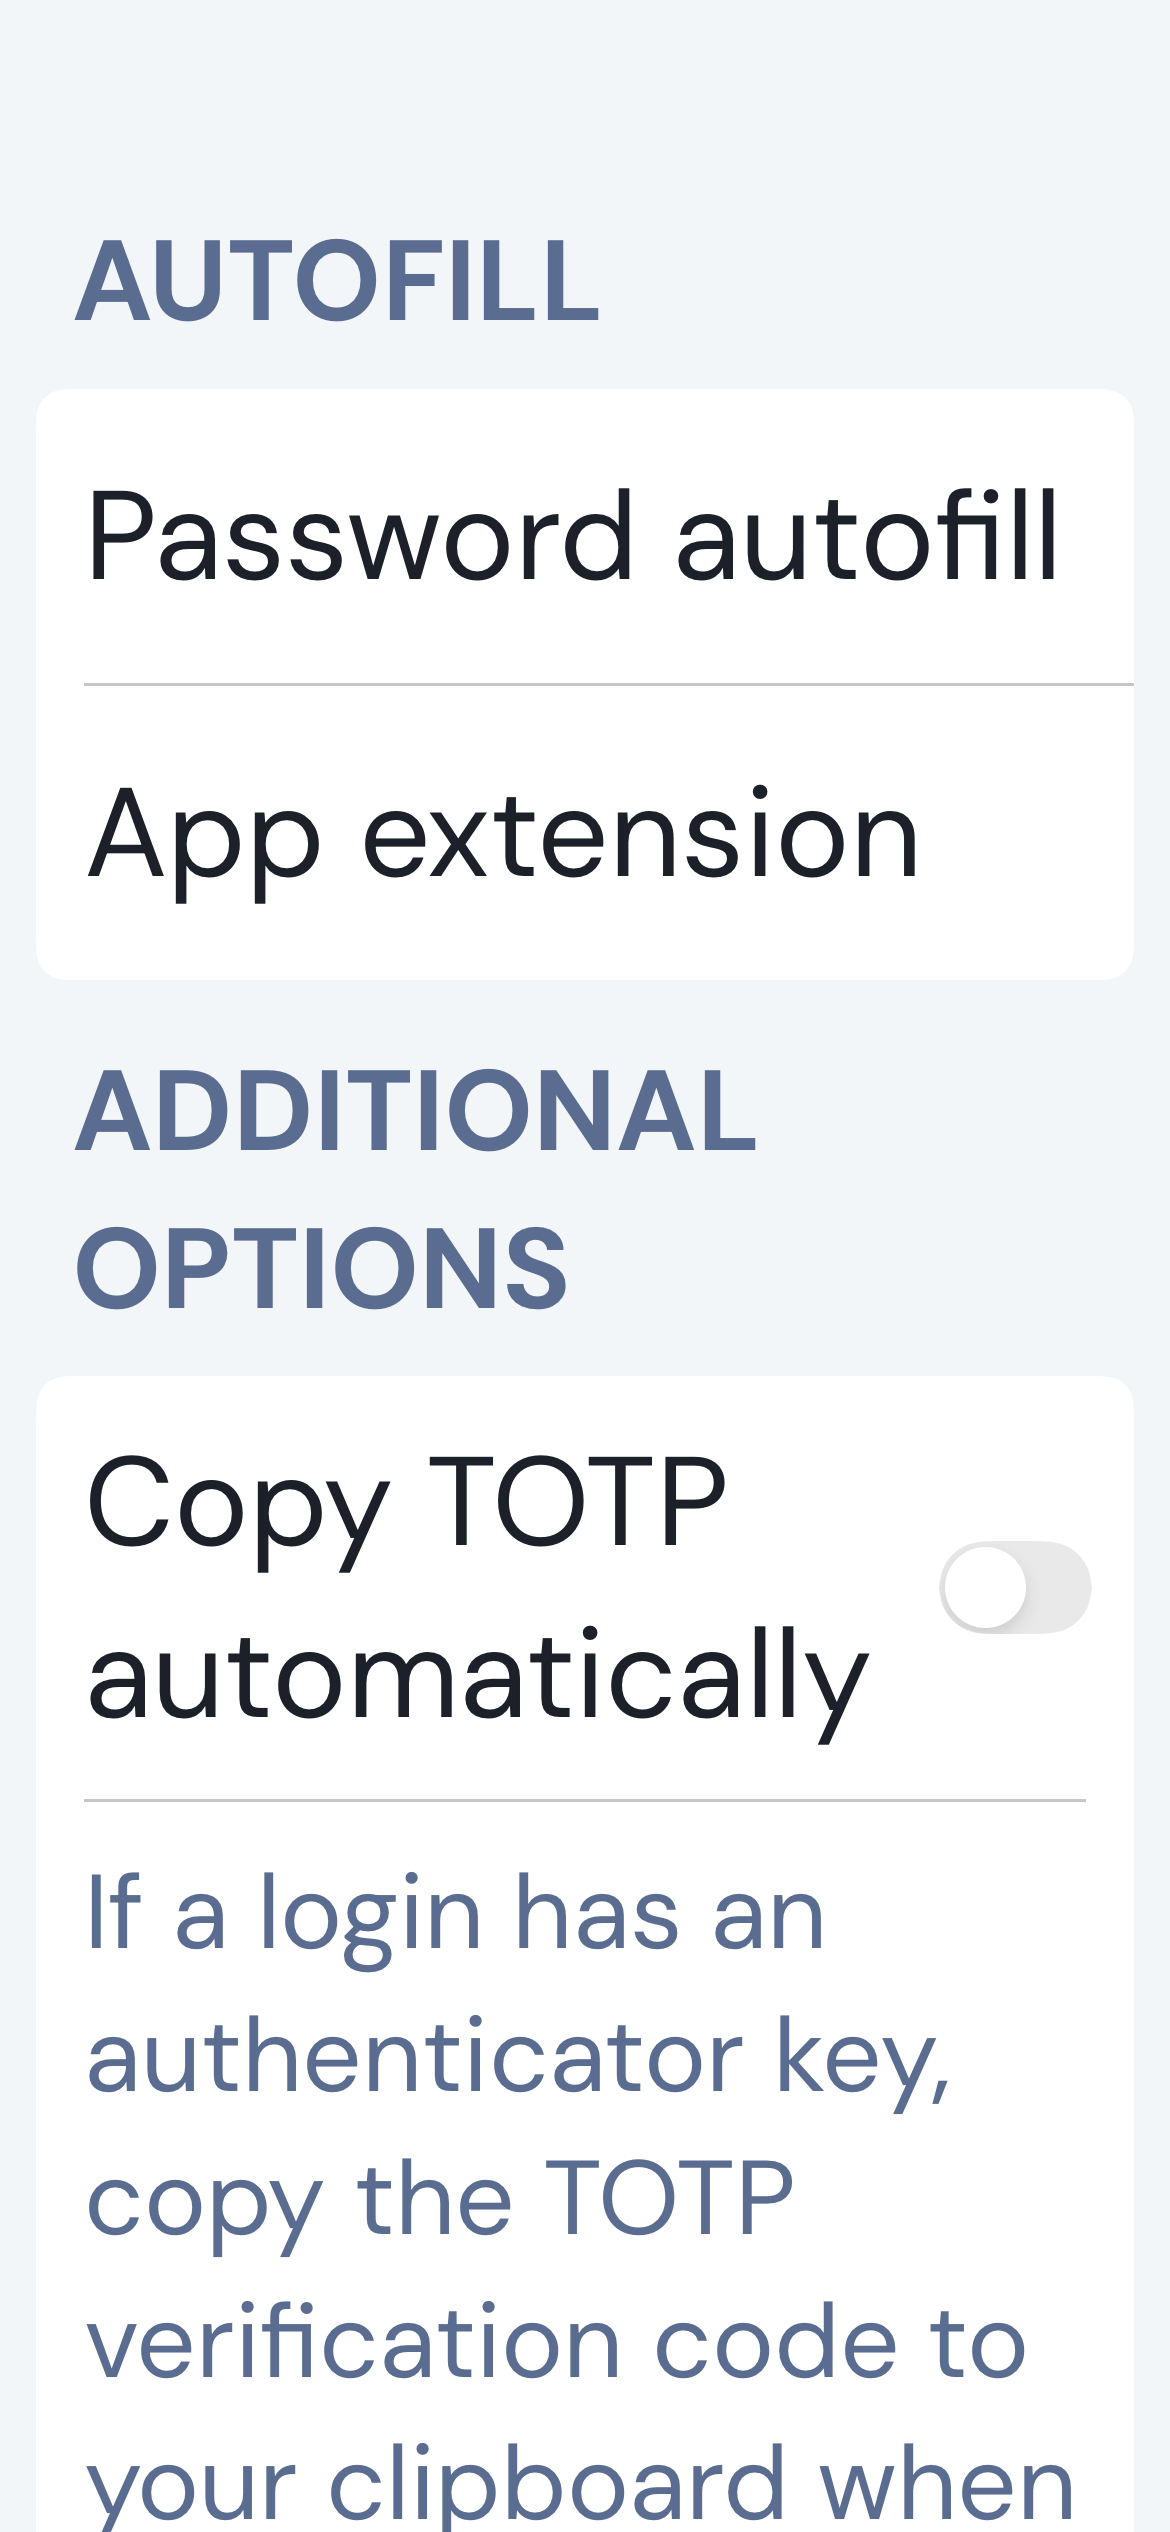 AUTOFILL
Password autofill
App extension
ADDITIONAL
OPTIONS
Copy TOTP
automatically
If a login has an
authenticator key,
copy the TOTP
verification code to
your clipboard when